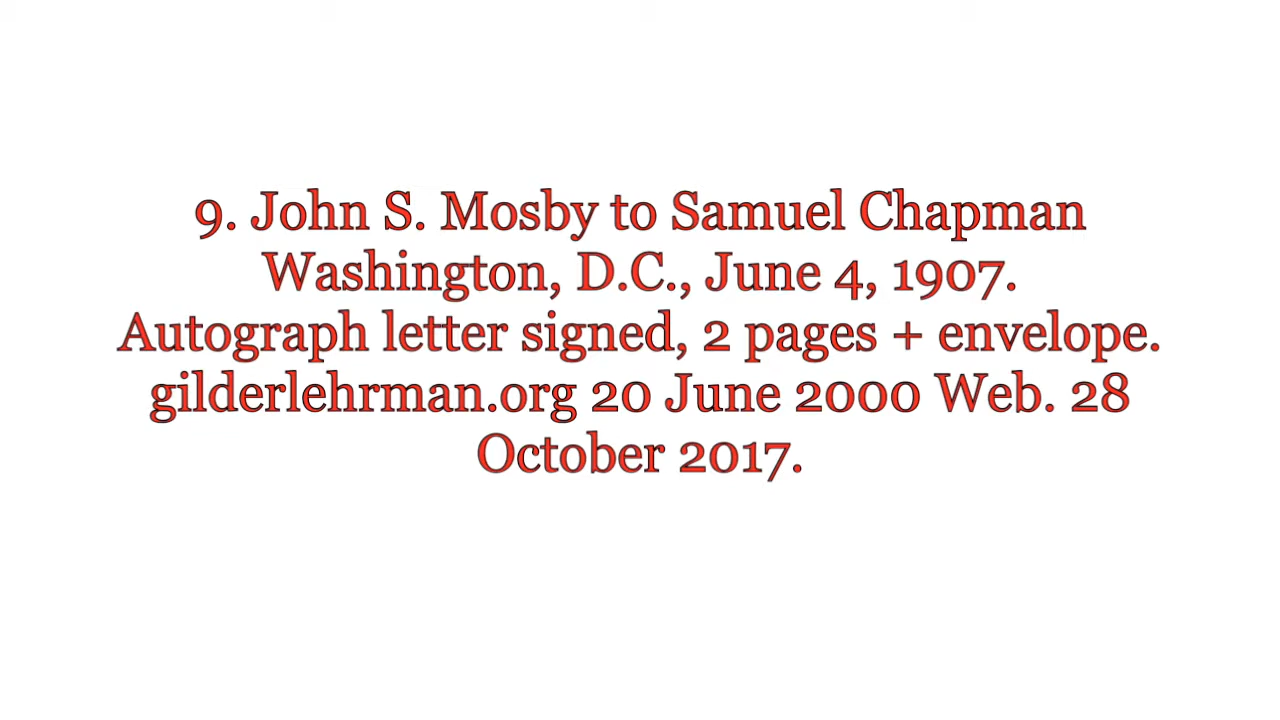 9. John S. Mosby to Samuel Chapman
Washington, D.C., June 4, 1907.
Autograph letter signed, 2 pages + envelope.
gilderlehrman.org 20 June 2000 Web. 28
October 2017.